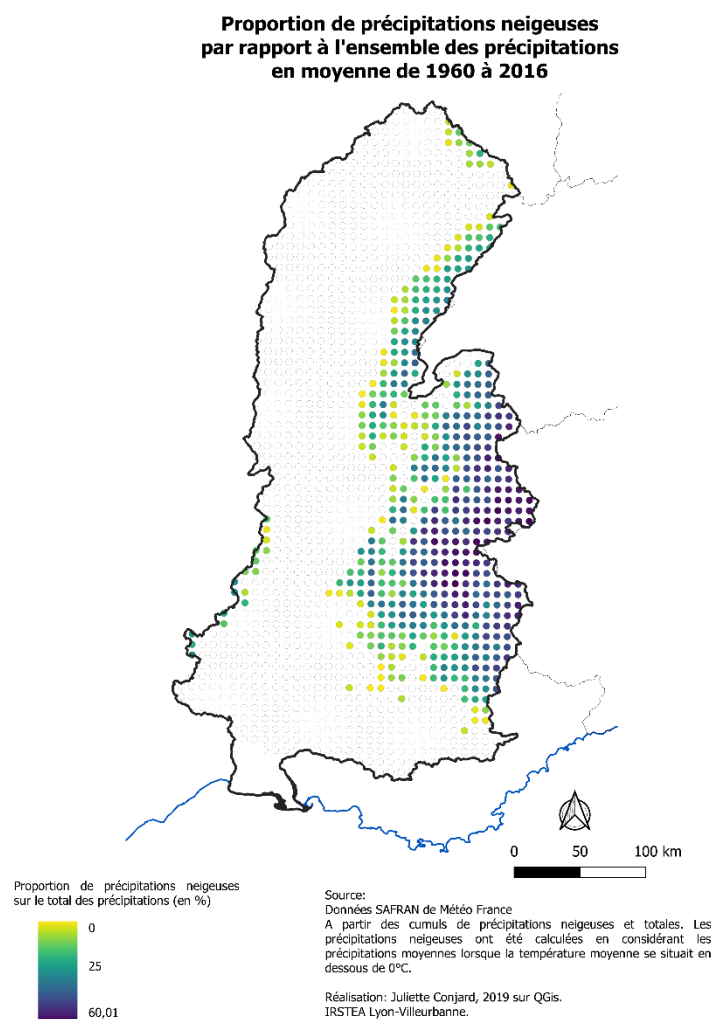 Proportion de précipitations neigeuses
par rapport à l'ensemble des précipitations
en moyenne de 1960 à 2016
0 50 100 km
Proportion de précipitations neigeuses
sur le total des précipitations (en %)
0
25
60,01
Source:
Données SAFRAN de Météo France
A partir des cumuls de précipitations neigeuses et totales. Les
précipitations neigeuses ont été calculées en considérant les
précipitations moyennes lorsque la température moyenne se situait en
dessous de 0°C.
Réalisation: Juliette Conjard, 2019 sur QGis.
IRSTEA Lyon-Villeurbanne.